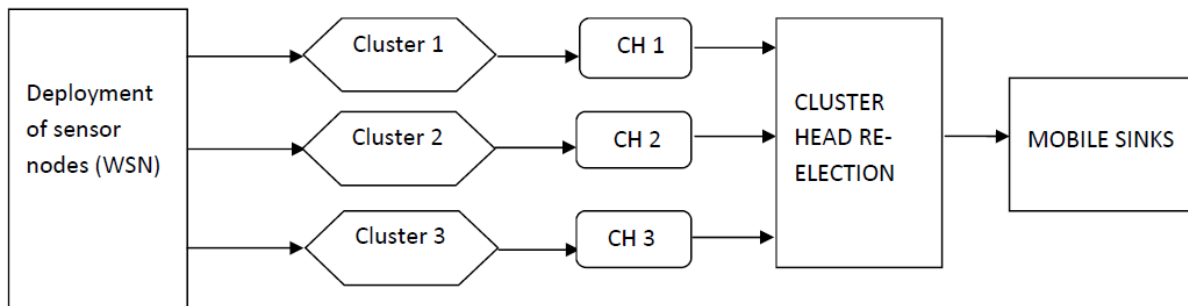 Deployment
of sensor
nodes (WSN)
Cluster 1
CH 1
Cluster 2
CH 2
Cluster 3
CH 3
CLUSTER
HEAD RE-
ELECTION
MOBILE SINKS